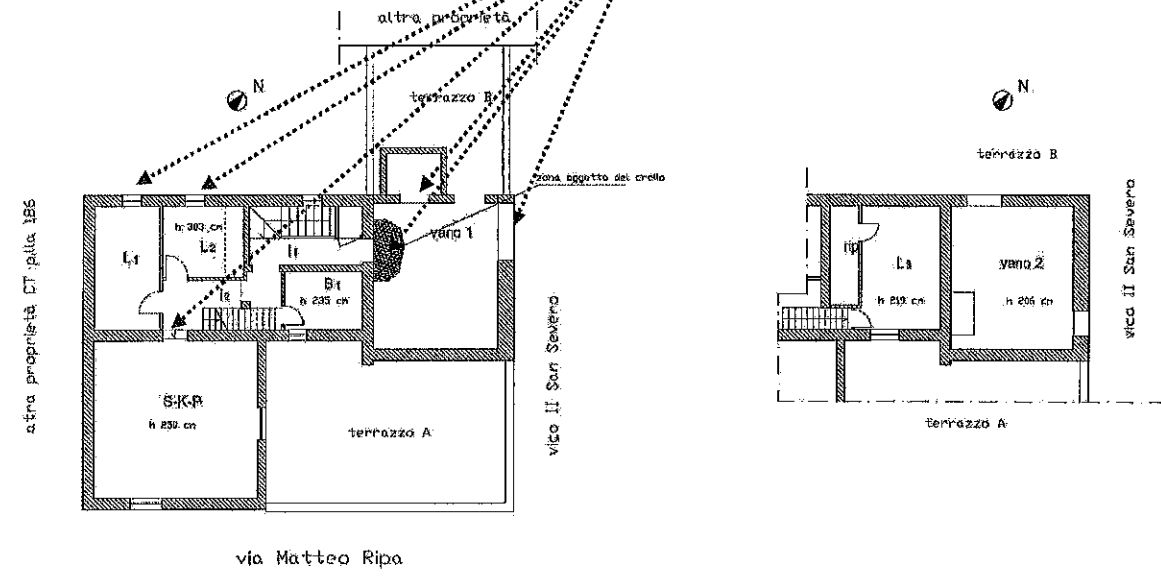 altra proprietà
N
terrazzo B
zona oggetto del crollo
L1
h 303 cm
L2
I1
vano 1
I2
B1
h 235 cm
S-K-P
h 250 cm
terrazzo A
atra proprietà CT p.lla 186
vico II San Severo
via Matteo Ripa
N
terrazzo B
rip
L3
h 219 cm
vano 2
h 206 cm
terrazzo A
vico II San Severo